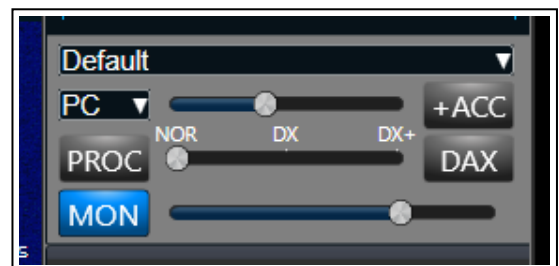 Default
PC +ACC
NOR DX DX+
PROC DAX
MON
s